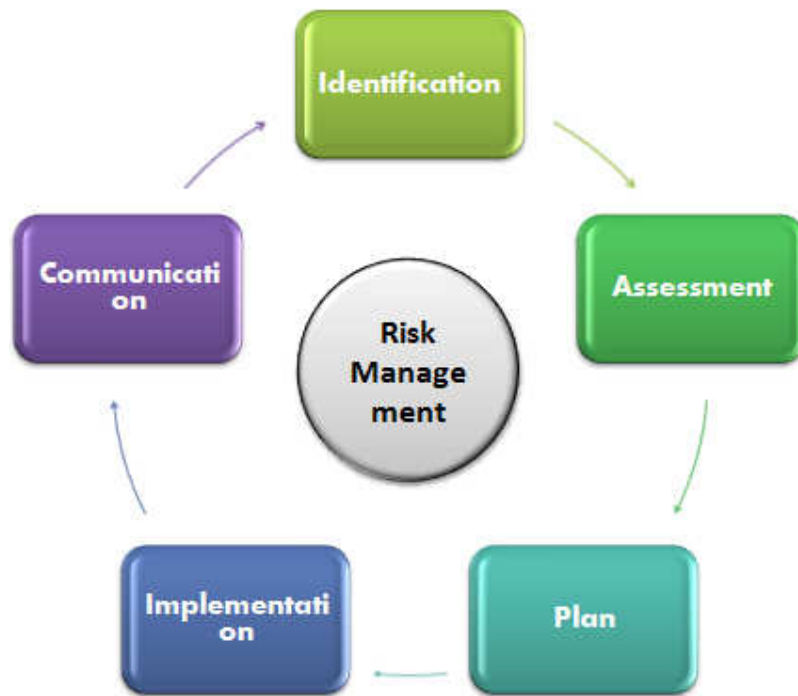 Identification
Assessment
Plan
Implementati
on
Communicati
on
Risk
Manage
ment